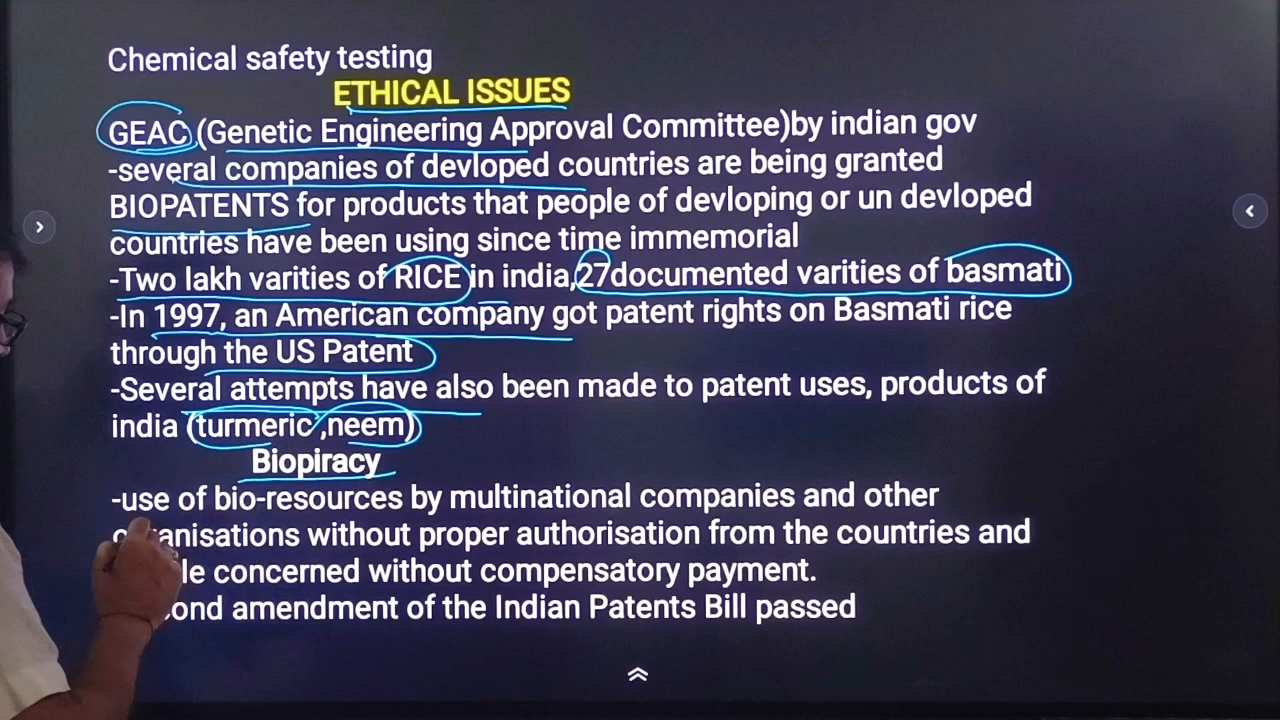 Chemical safety testing
ETHICAL ISSUES
GEAC (Genetic Engineering Approval Committee)by indian gov
-several companies of devloped countries are being granted
BIOPATENTS for products that people of devloping or un devloped
countries have been using since time immemorial
-Two lakh varities of RICE in india,27documented varities of basmati
-In 1997, an American company got patent rights on Basmati rice
through the US Patent
-Several attempts have also been made to patent uses, products of
india (turmeric ,neem)
Biopiracy
-use of bio-resources by multinational companies and other
without proper authorisation from the countries and
concerned without compensatory payment.
amendment of the Indian Patents Bill passed